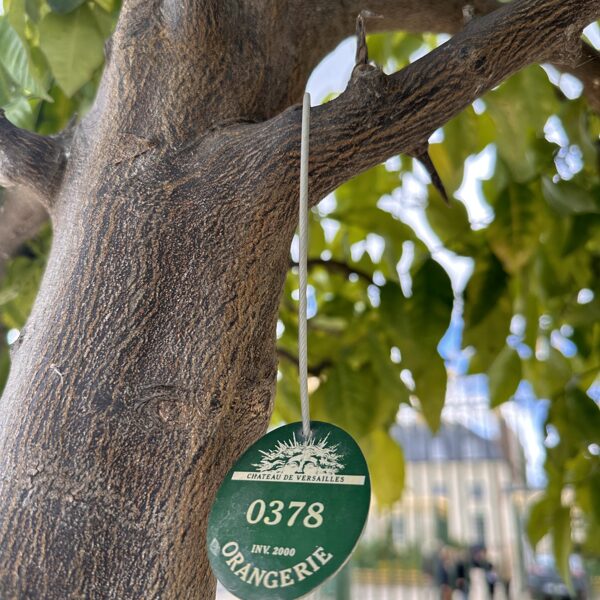 CHATEAU DE VERSAILLES
0378
INV. 2000
ORANGERIE